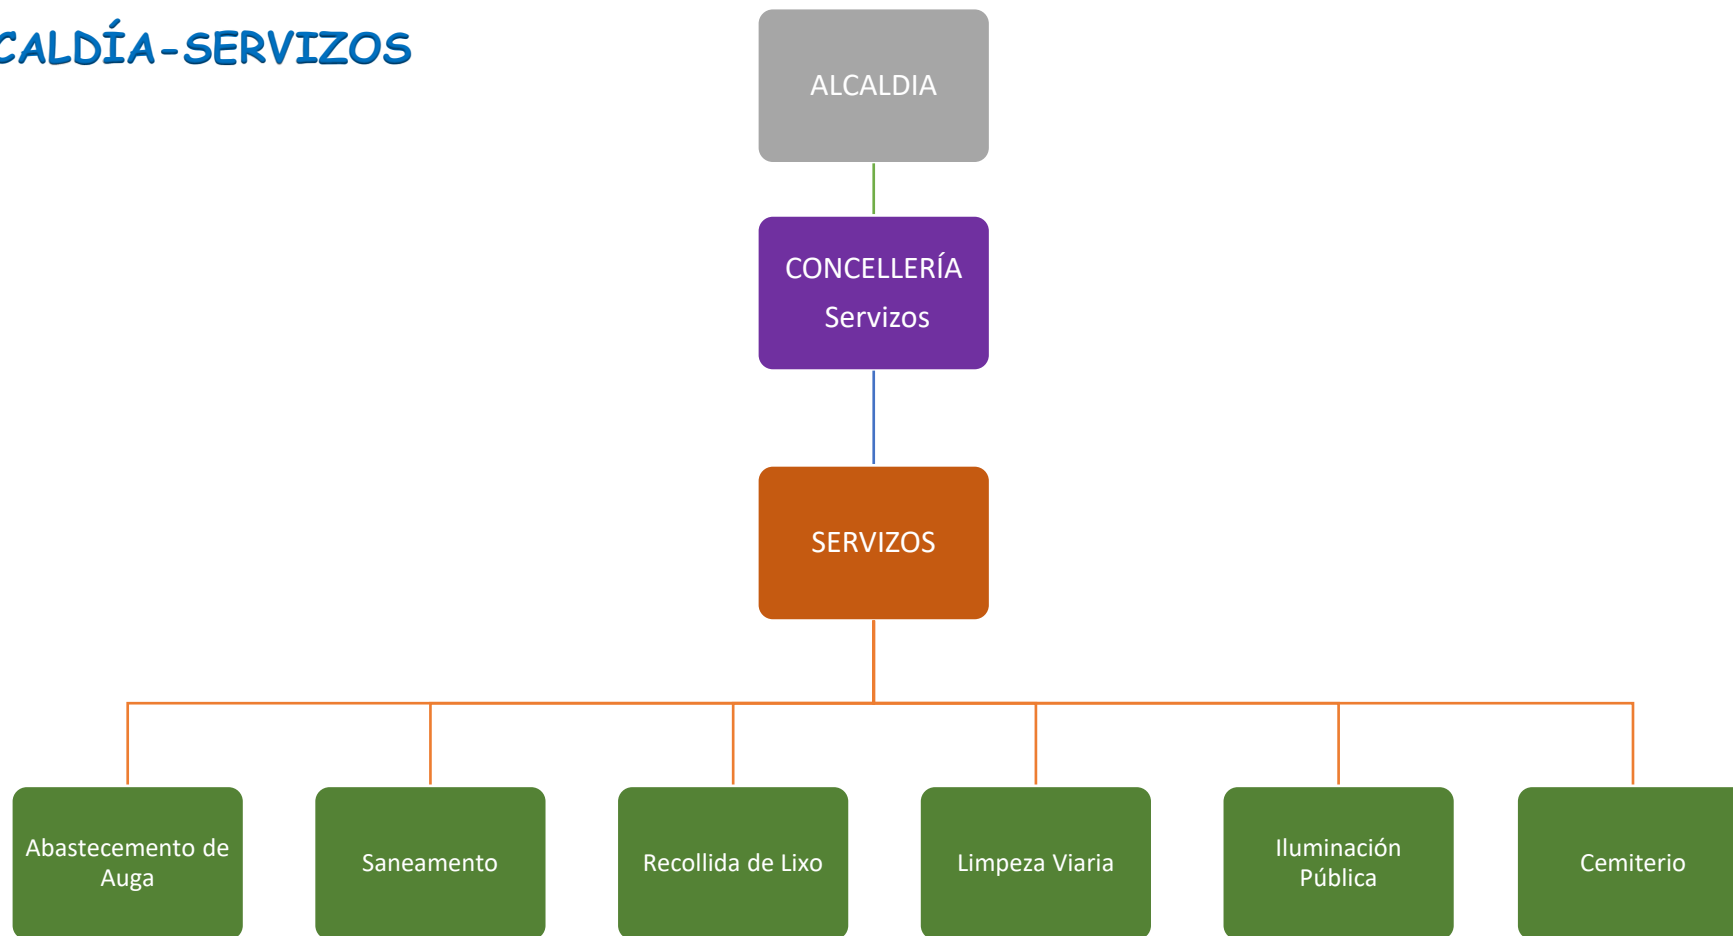 CALDÍA-SERVIZOS
ALCALDIA
CONCELLERÍA
Servizos
SERVIZOS
Abastecemento de
Auga
Saneamento
Recollida de Lixo
Limpeza Viaria
Iluminación
Pública
Cemiterio